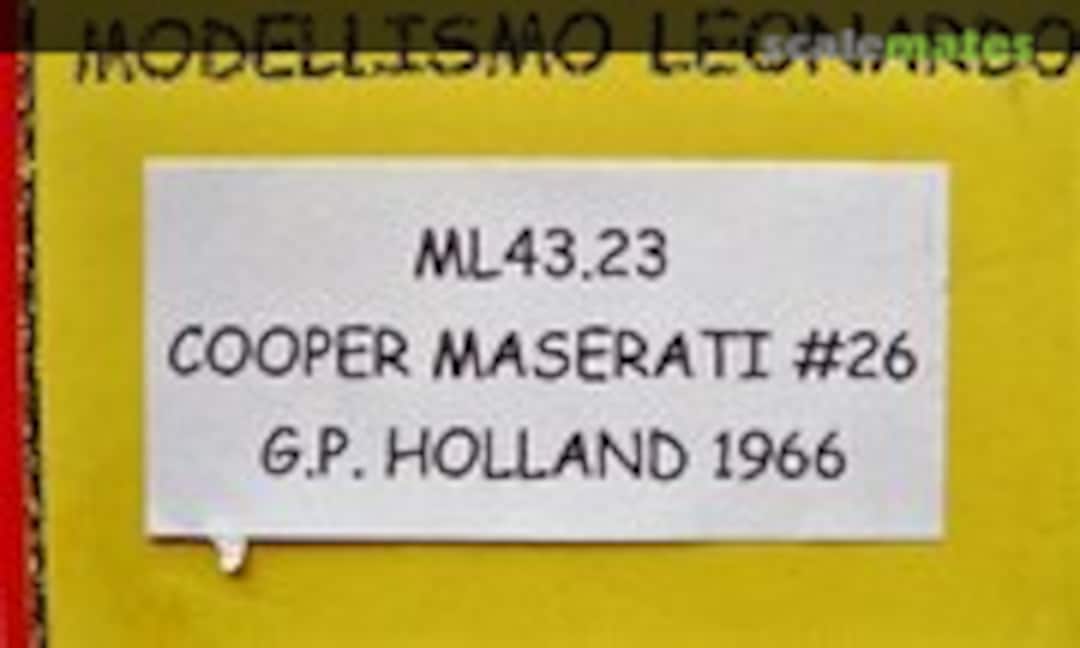 MODELLISMO LEONARDO
scalemates
ML43.23
COOPER MASERATI #26
G.P. HOLLAND 1966